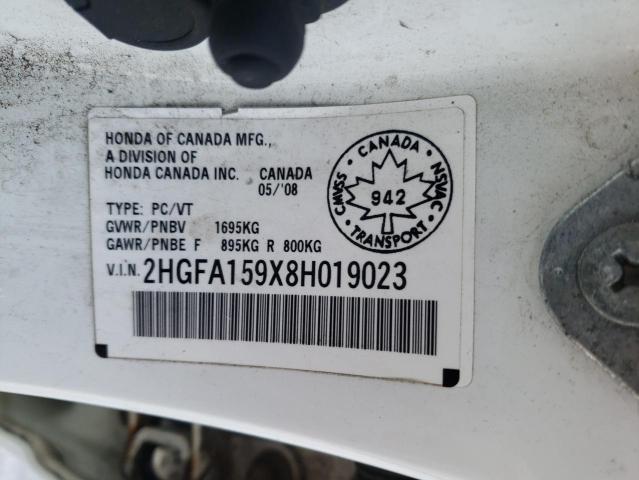 HONDA OF CANADA MFG.,
A DIVISION OF
HONDA CANADA INC. CANADA
05/'08
TYPE: PC/VT
GVWR/PNBV 1695KG
GAWR/PNBE F 895KG R 800KG
V.I.N. 2HGFA159X8H019023
CANADA
CMVSS
NSVAC
942
TRANSPORT